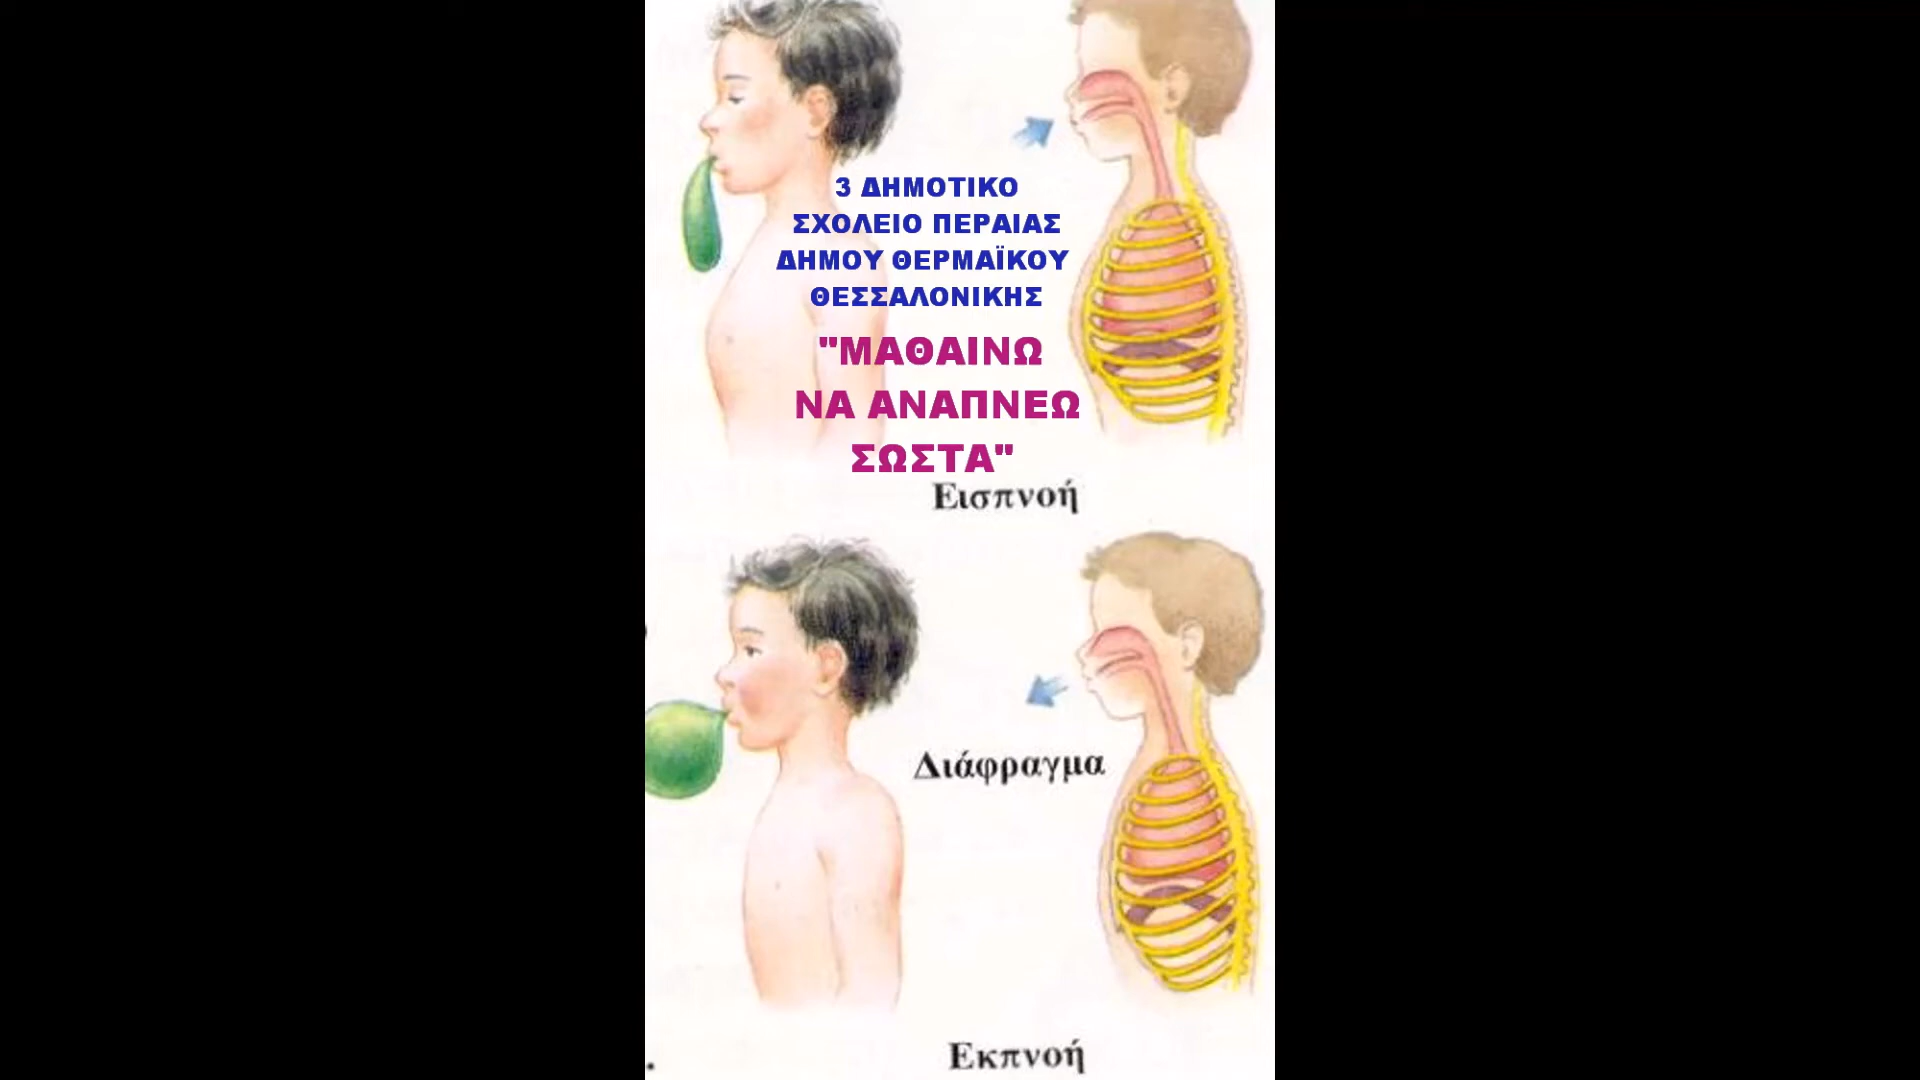 3 ΔΗΜΟΤΙΚΟ
ΣΧΟΛΕΙΟ ΠΕΡΑΙΑΣ
ΔΗΜΟΥ ΘΕΡΜΑΪΚΟΥ
ΘΕΣΣΑΛΟΝΙΚΗΣ
"ΜΑΘΑΙΝΩ
ΝΑ ΑΝΑΠΝΕΩ
ΣΩΣΤΑ"
Εισπνοή
Διάφραγμα
Εκπνοή